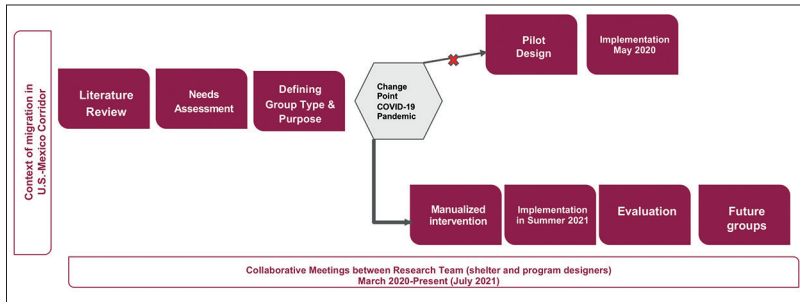 Context of migration in
U.S.-Mexico Corridor
Literature
Review
Needs
Assessment
Defining
Group Type &
Purpose
Change
Point
COVID-19
Pandemic
Pilot
Design
Implementation
May 2020
Manualized
intervention
Implementation
in Summer 2021
Evaluation
Future
groups
Collaborative Meetings between Research Team (shelter and program designers)
March 2020-Present (July 2021)